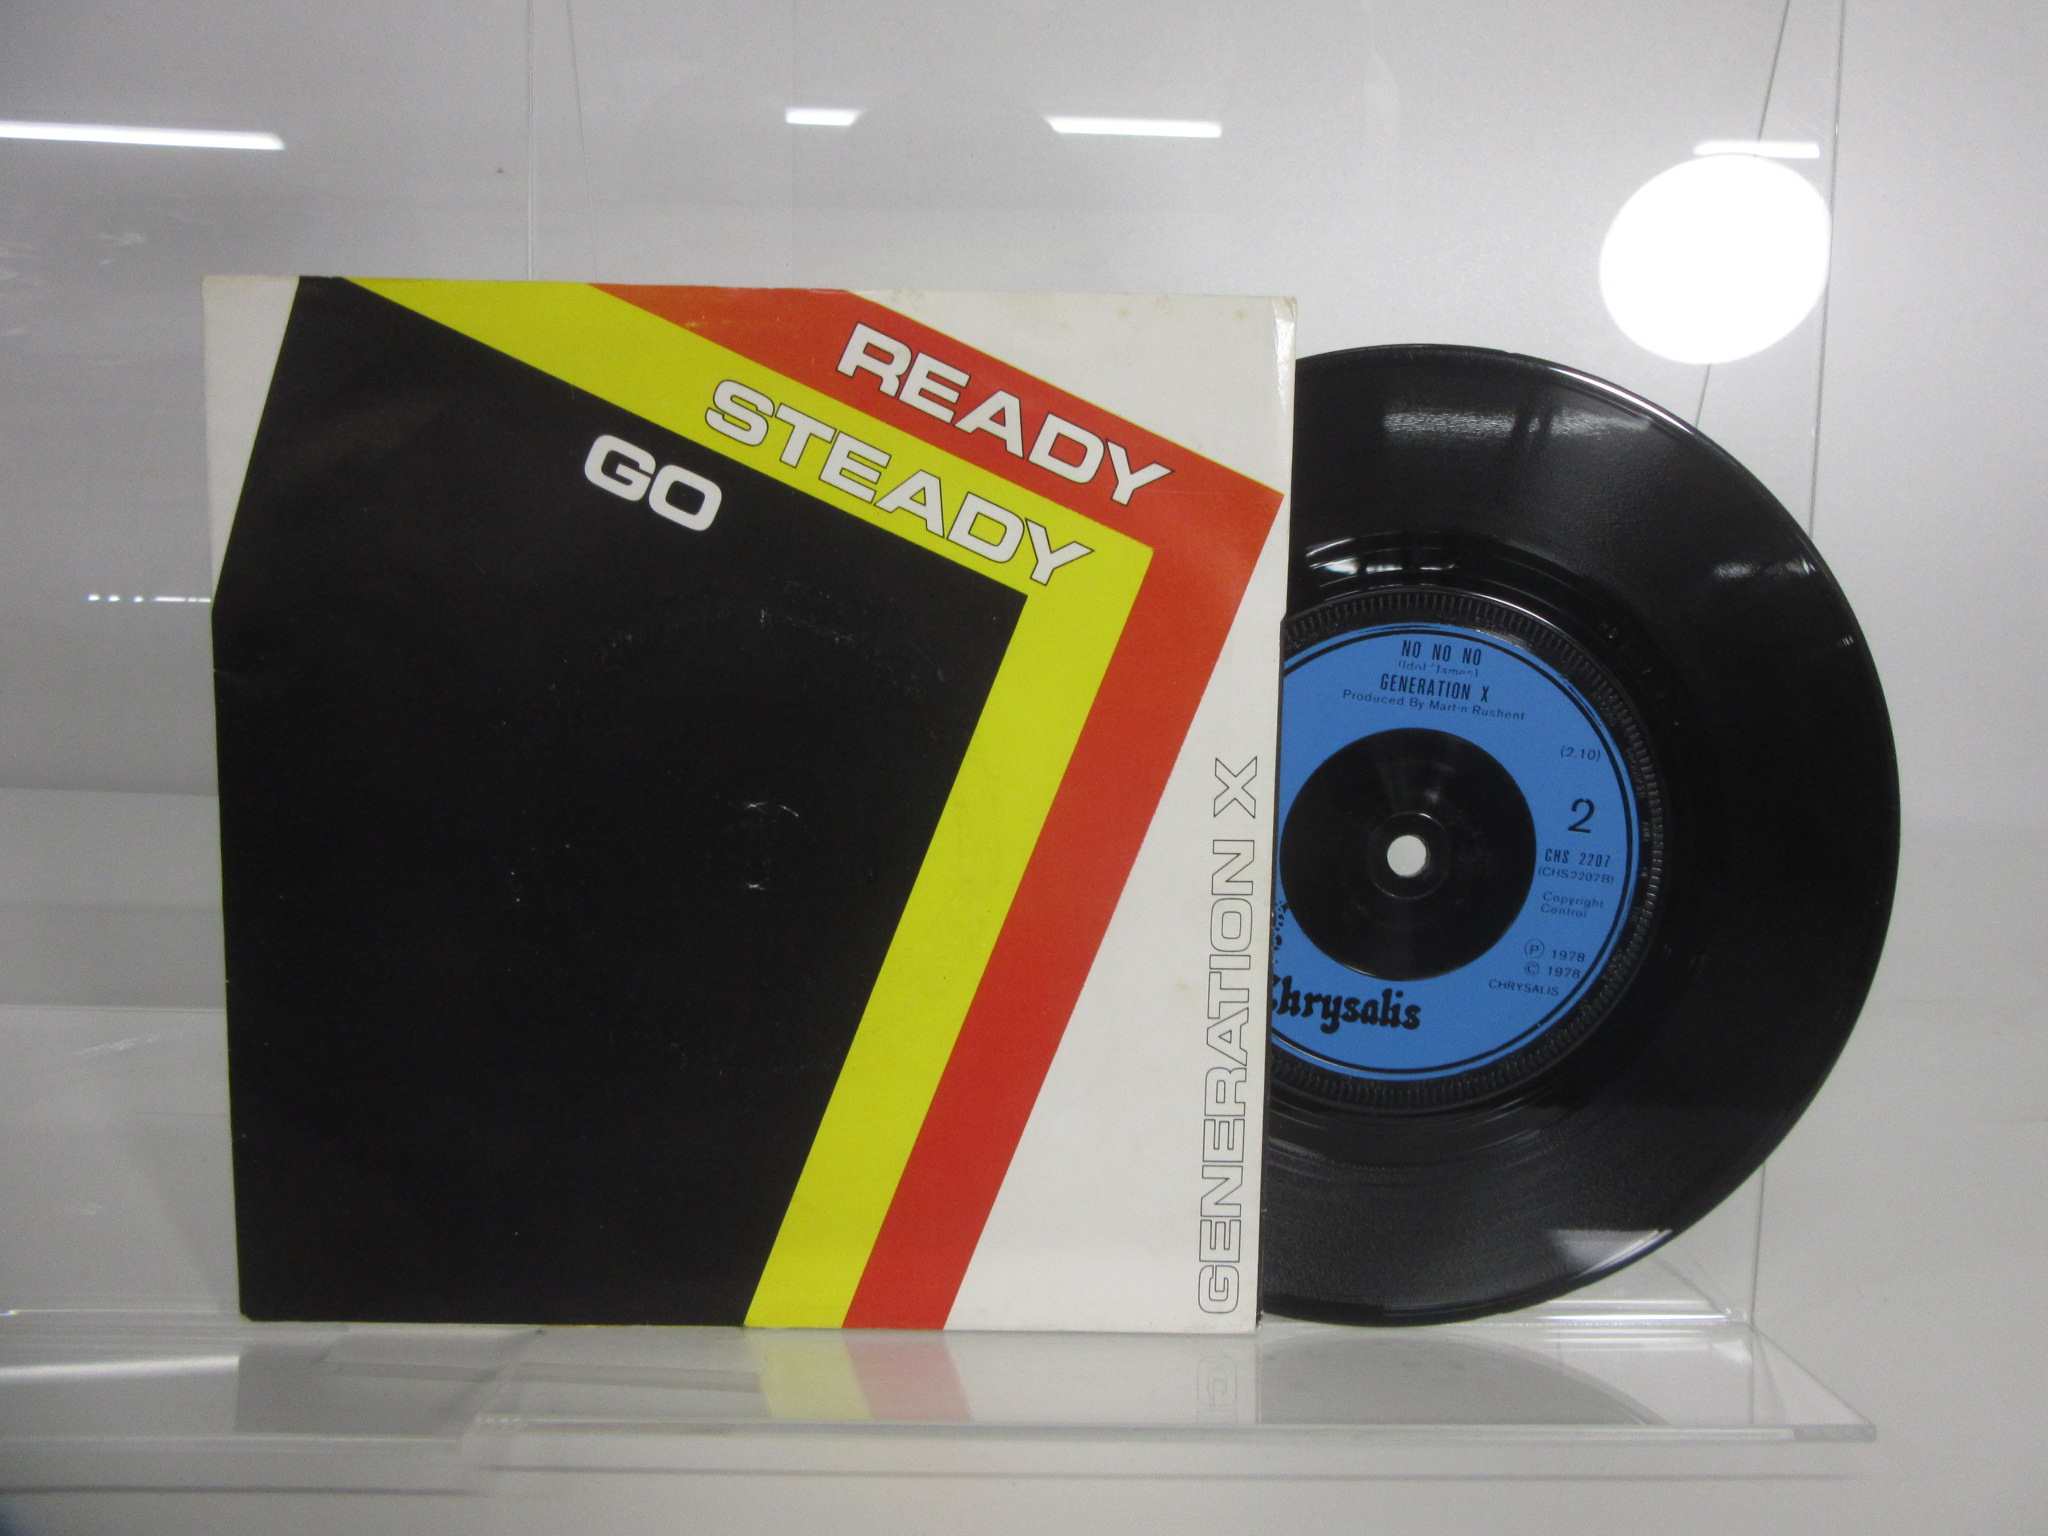 READY
STEADY
GO
GENERATION X
NO NO NO
(Idol/James)
GENERATION X
Produced By Martin Rushent
(2.10)
2
CHS 2207
(CHS2207B)
Copyright
Control
Ⓟ 1978
© 1978
CHRYSALIS
Chrysalis